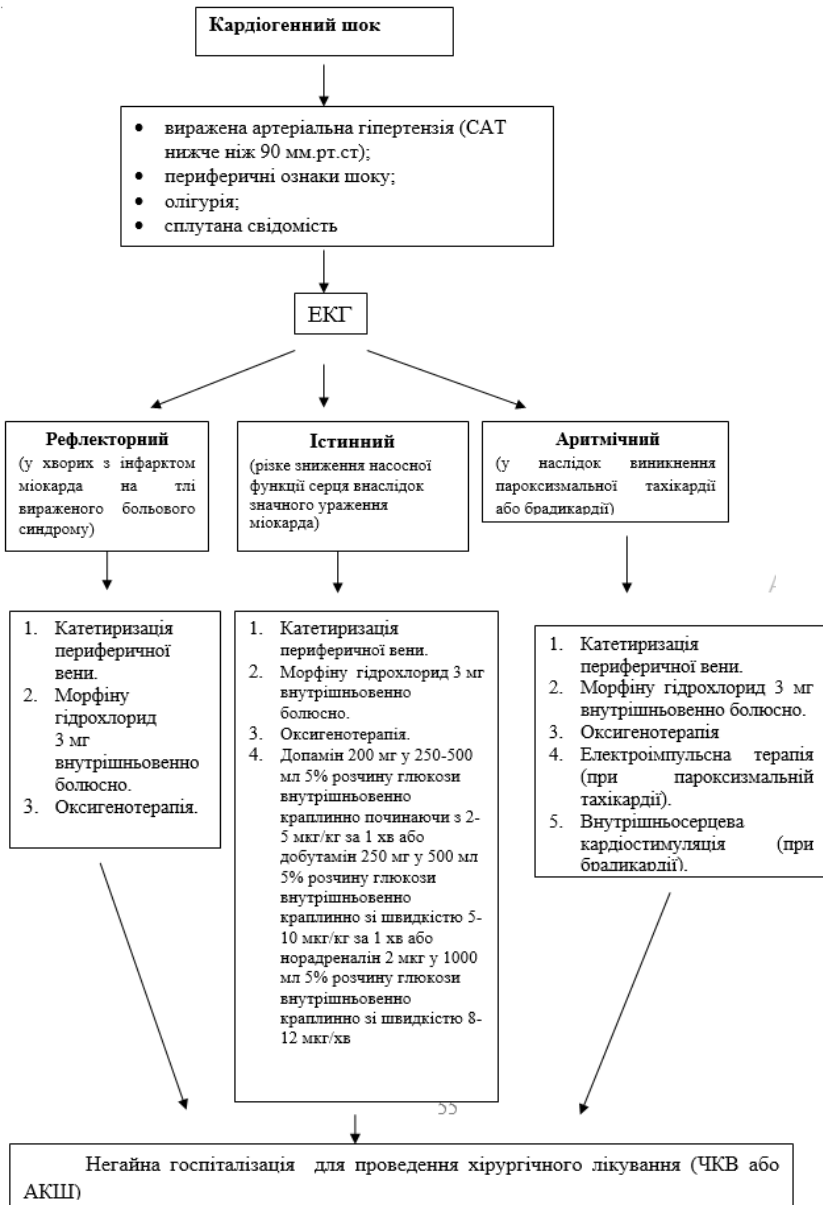 Кардіогенний шок
• виражена артеріальна гіпертензія (САТ
нижче ніж 90 мм.рт.ст);
• периферичні ознаки шоку;
• олігурія;
• сплутана свідомість
ЕКГ
Рефлекторний
(у хворих з інфарктом
міокарда на тлі
вираженого больового
синдрому)
Істинний
(різке зниження насосної
функції серця внаслідок
значного ураження
міокарда)
Аритмічний
(у наслідок виникнення
пароксизмальної тахікардії
або брадикардії)
1. Катетиризація
периферичної
вени.
2. Морфіну
гідрохлорид
3 мг
внутрішньовенно
болюсно.
3. Оксигенотерапія.
1. Катетиризація
периферичної вени.
2. Морфіну гідрохлорид 3 мг
внутрішньовенно
болюсно.
3. Оксигенотерапія.
4. Допамін 200 мг у 250-500
мл 5% розчину глюкози
внутрішньовенно
краплинно починаючи з 2-
5 мкг/кг за 1 хв або
добутамін 250 мг у 500 мл
5% розчину глюкози
внутрішньовенно
краплинно зі швидкістю 5-
10 мкг/кг за 1 хв або
норадреналін 2 мкг у 1000
мл 5% розчину глюкози
внутрішньовенно
краплинно зі швидкістю 8-
12 мкг/хв
1. Катетиризація
периферичної вени.
2. Морфіну гідрохлорид 3 мг
внутрішньовенно болюсно.
3. Оксигенотерапія
4. Електроімпульсна терапія
(при пароксизмальній
тахікардії).
5. Внутрішньосерцева
кардіостимуляція (при
брадикардії).
55
Негайна госпіталізація для проведення хірургічного лікування (ЧКВ або
АКШ)